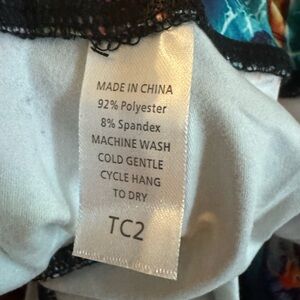 MADE IN CHINA
92% Polyester
8% Spandex
MACHINE WASH
COLD GENTLE
CYCLE HANG
TO DRY
TC2